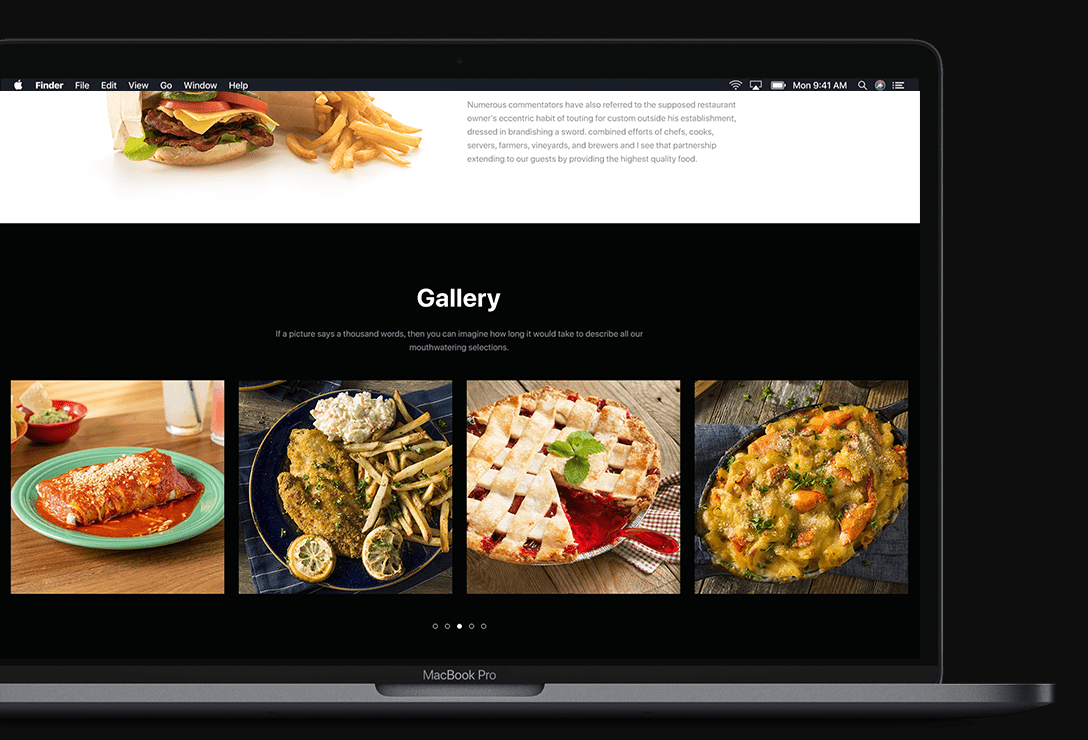 Finder File Edit View Go Window Help Mon 9:41 AM
Numerous commentators have also referred to the supposed restaurant
owner's eccentric habit of touting for custom outside his establishment,
dressed in brandishing a sword. combined efforts of chefs, cooks,
servers, farmers, vineyards, and brewers and I see that partnership
extending to our guests by providing the highest quality food.
Gallery
If a picture says a thousand words, then you can imagine how long it would take to describe all our
mouthwatering selections.
MacBook Pro